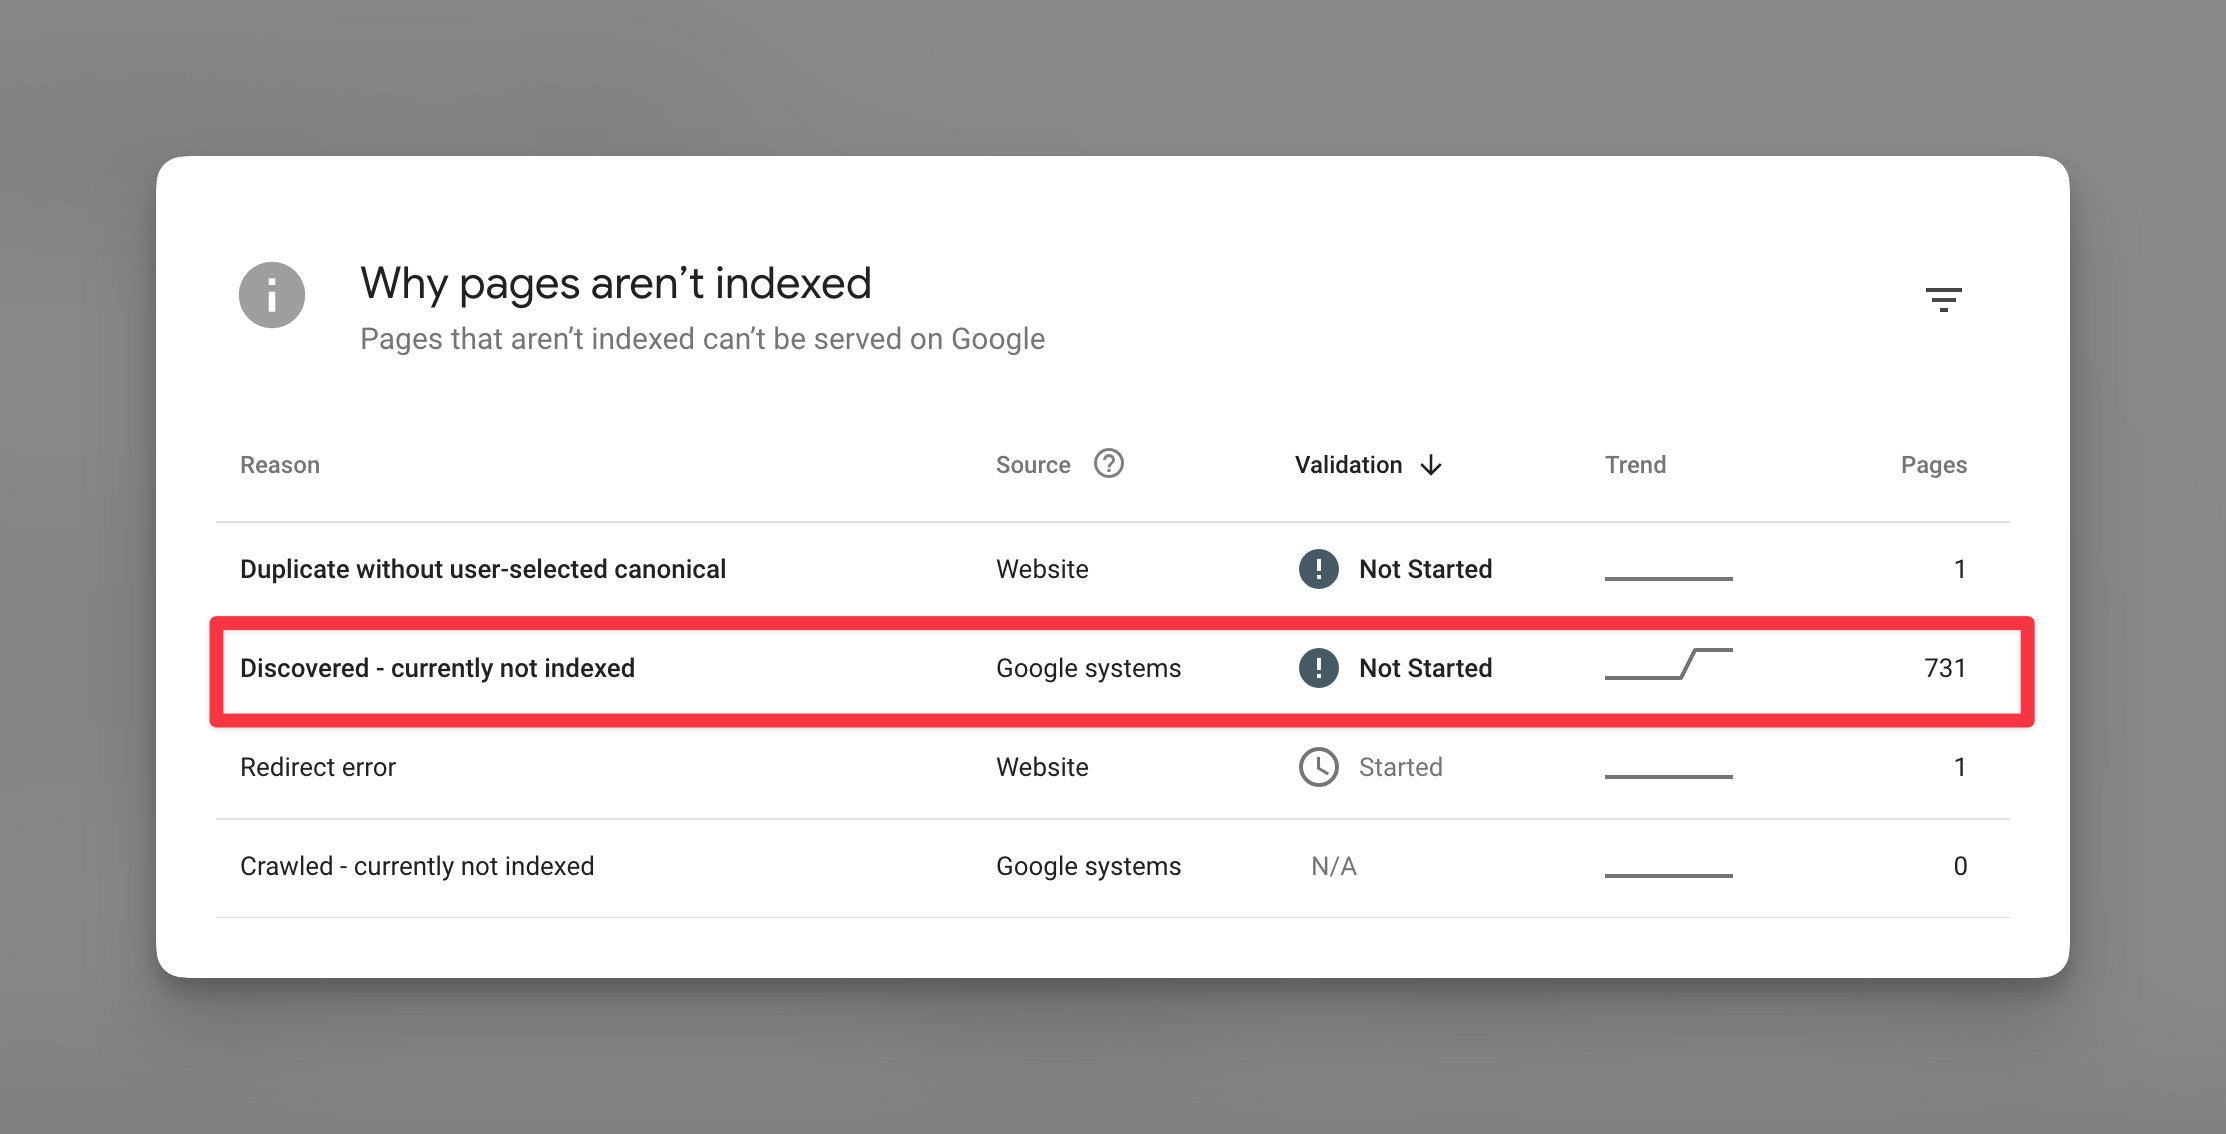 Why pages aren’t indexed
Pages that aren’t indexed can’t be served on Google
Reason Source Validation Trend Pages
Duplicate without user-selected canonical Website Not Started 1
Discovered - currently not indexed Google systems Not Started 731
Redirect error Website Started 1
Crawled - currently not indexed Google systems N/A 0